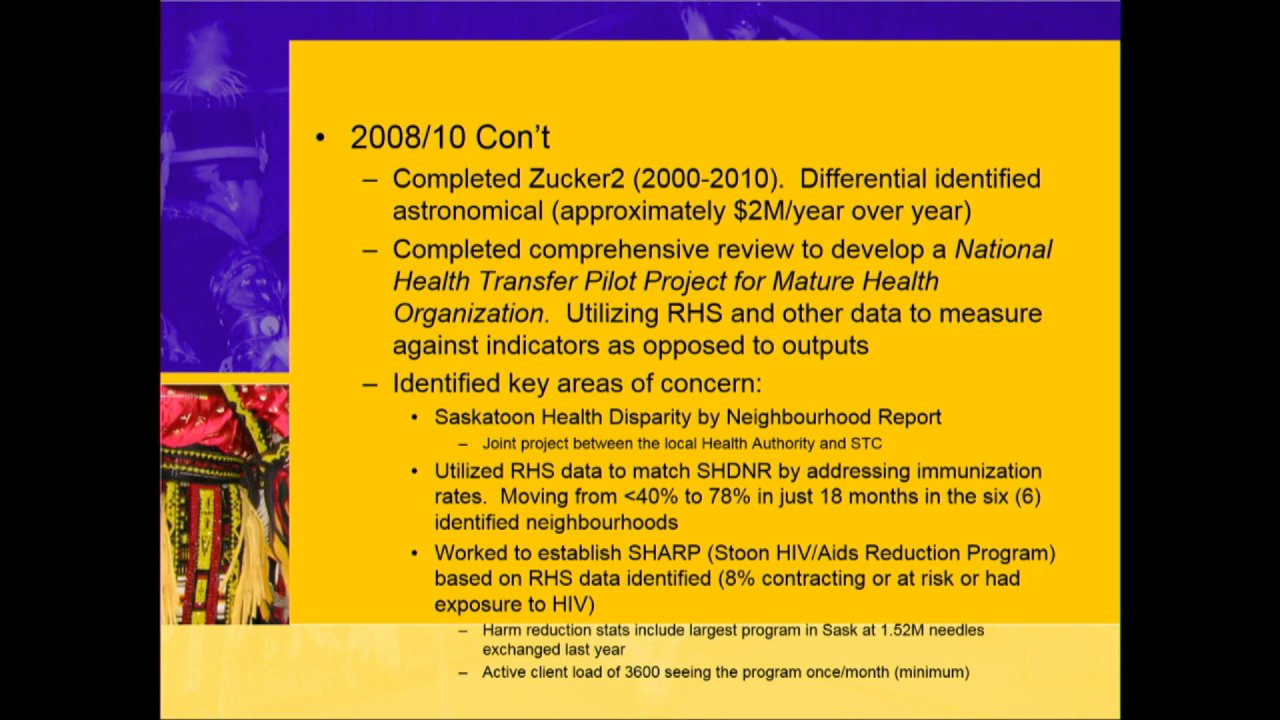 • 2008/10 Con't
– Completed Zucker2 (2000-2010).  Differential identified
astronomical (approximately $2M/year over year)
– Completed comprehensive review to develop a National
Health Transfer Pilot Project for Mature Health
Organization.  Utilizing RHS and other data to measure
against indicators as opposed to outputs
– Identified key areas of concern:
• Saskatoon Health Disparity by Neighbourhood Report
– Joint project between the local Health Authority and STC
• Utilized RHS data to match SHDNR by addressing immunization
rates.  Moving from <40% to 78% in just 18 months in the six (6)
identified neighbourhoods
• Worked to establish SHARP (Stoon HIV/Aids Reduction Program)
based on RHS data identified (8% contracting or at risk or had
exposure to HIV)
– Harm reduction stats include largest program in Sask at 1.52M needles
exchanged last year
– Active client load of 3600 seeing the program once/month (minimum)